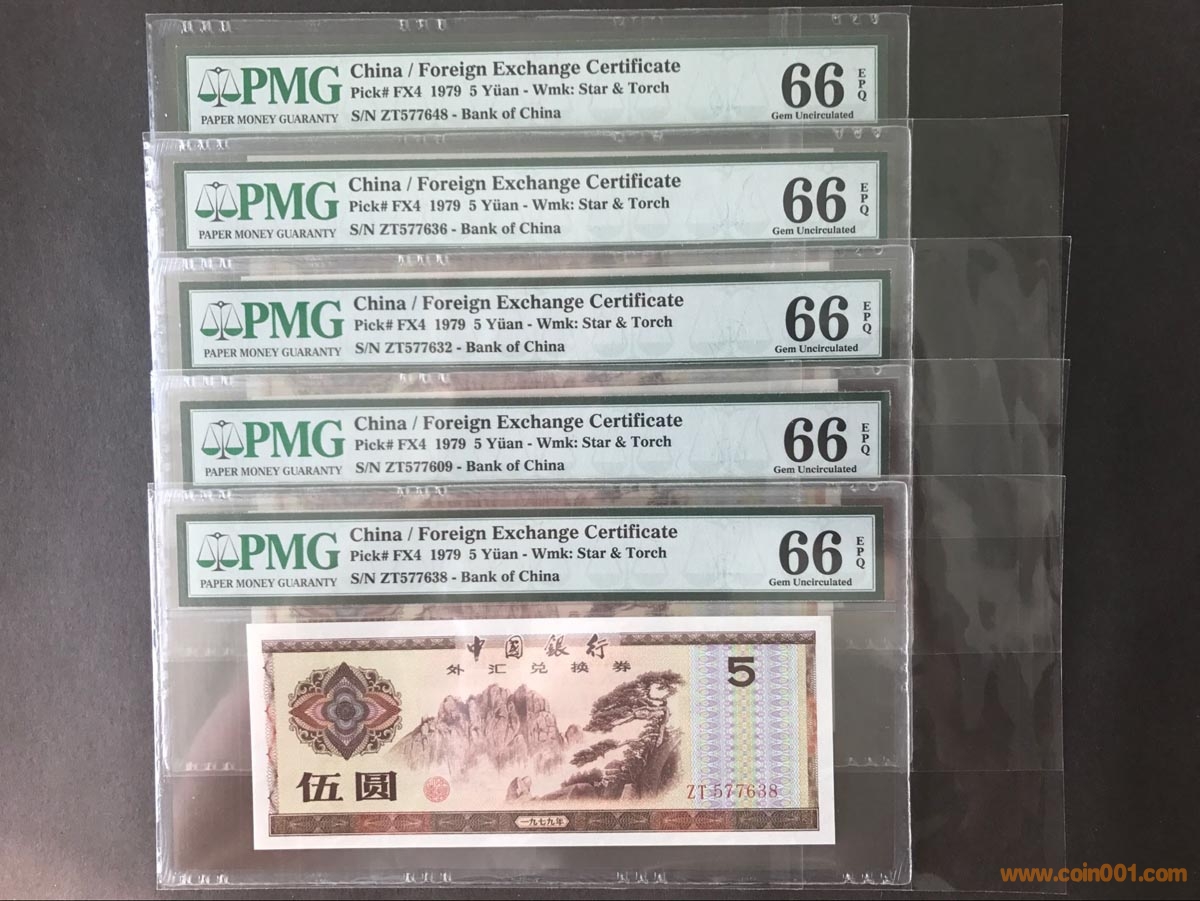 PMG
PAPER MONEY GUARANTY
China / Foreign Exchange Certificate
Pick# FX4 1979 5 Yüan - Wmk: Star & Torch
S/N ZT577648 - Bank of China
66
EPQ
Gem Uncirculated
PMG
PAPER MONEY GUARANTY
China / Foreign Exchange Certificate
Pick# FX4 1979 5 Yüan - Wmk: Star & Torch
S/N ZT577636 - Bank of China
66
EPQ
Gem Uncirculated
PMG
PAPER MONEY GUARANTY
China / Foreign Exchange Certificate
Pick# FX4 1979 5 Yüan - Wmk: Star & Torch
S/N ZT577632 - Bank of China
66
EPQ
Gem Uncirculated
PMG
PAPER MONEY GUARANTY
China / Foreign Exchange Certificate
Pick# FX4 1979 5 Yüan - Wmk: Star & Torch
S/N ZT577609 - Bank of China
66
EPQ
Gem Uncirculated
PMG
PAPER MONEY GUARANTY
China / Foreign Exchange Certificate
Pick# FX4 1979 5 Yüan - Wmk: Star & Torch
S/N ZT577638 - Bank of China
66
EPQ
Gem Uncirculated
中国银行
外汇兑换券
5
伍圆
ZT 577638
一九七九年
www.coin001.com